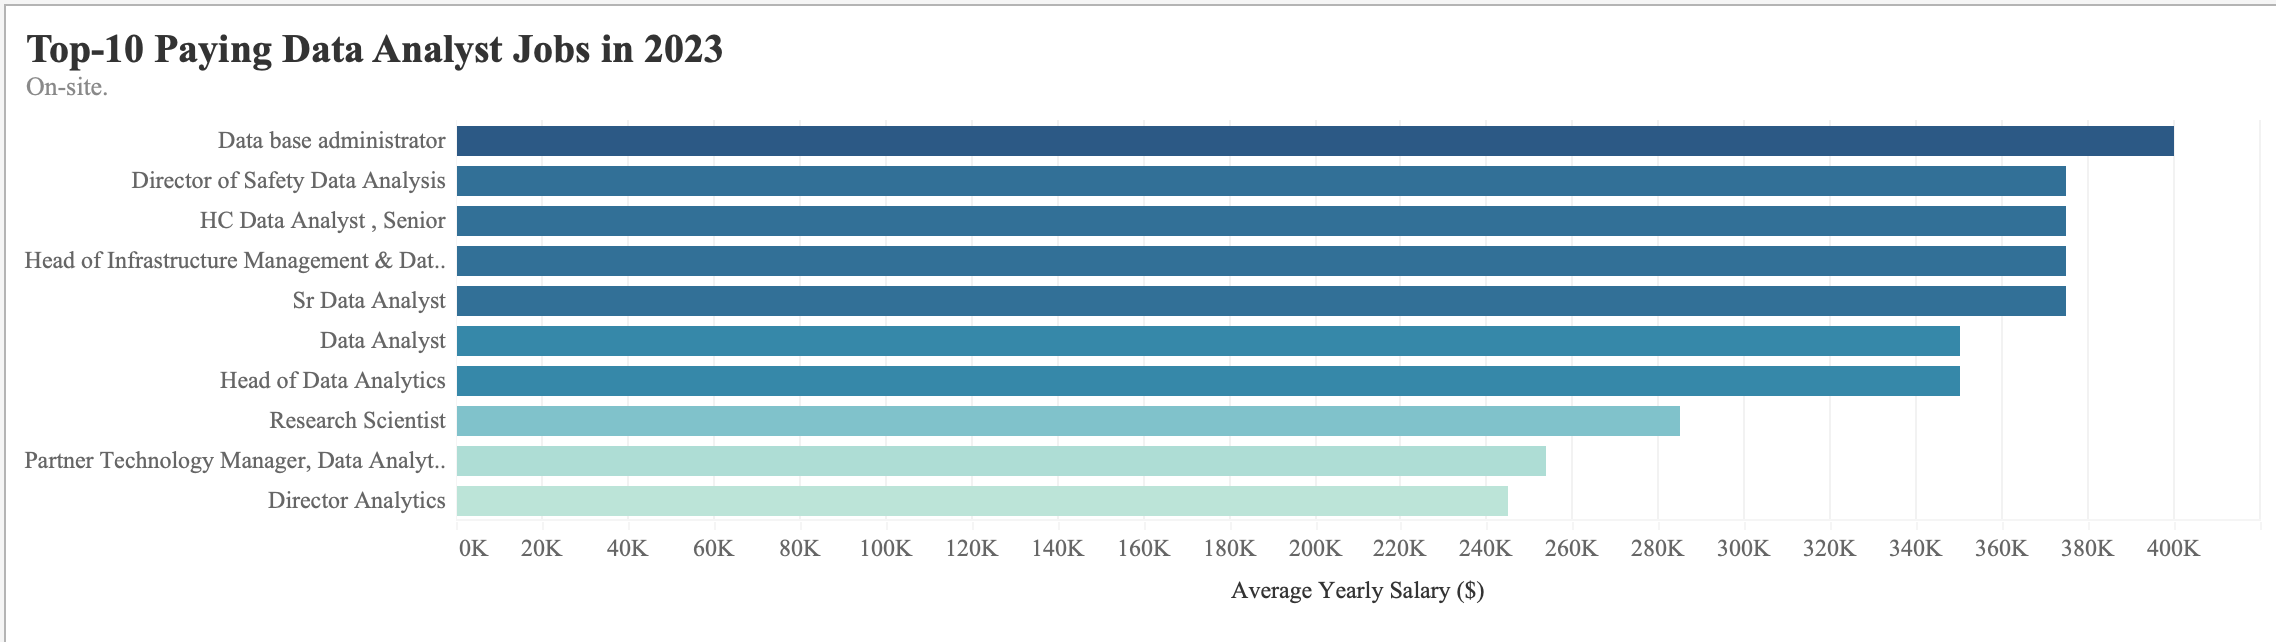 Top-10 Paying Data Analyst Jobs in 2023
On-site.
Data base administrator
Director of Safety Data Analysis
HC Data Analyst , Senior
Head of Infrastructure Management & Dat..
Sr Data Analyst
Data Analyst
Head of Data Analytics
Research Scientist
Partner Technology Manager, Data Analyt..
Director Analytics
0K 20K 40K 60K 80K 100K 120K 140K 160K 180K 200K 220K 240K 260K 280K 300K 320K 340K 360K 380K 400K
Average Yearly Salary ($)